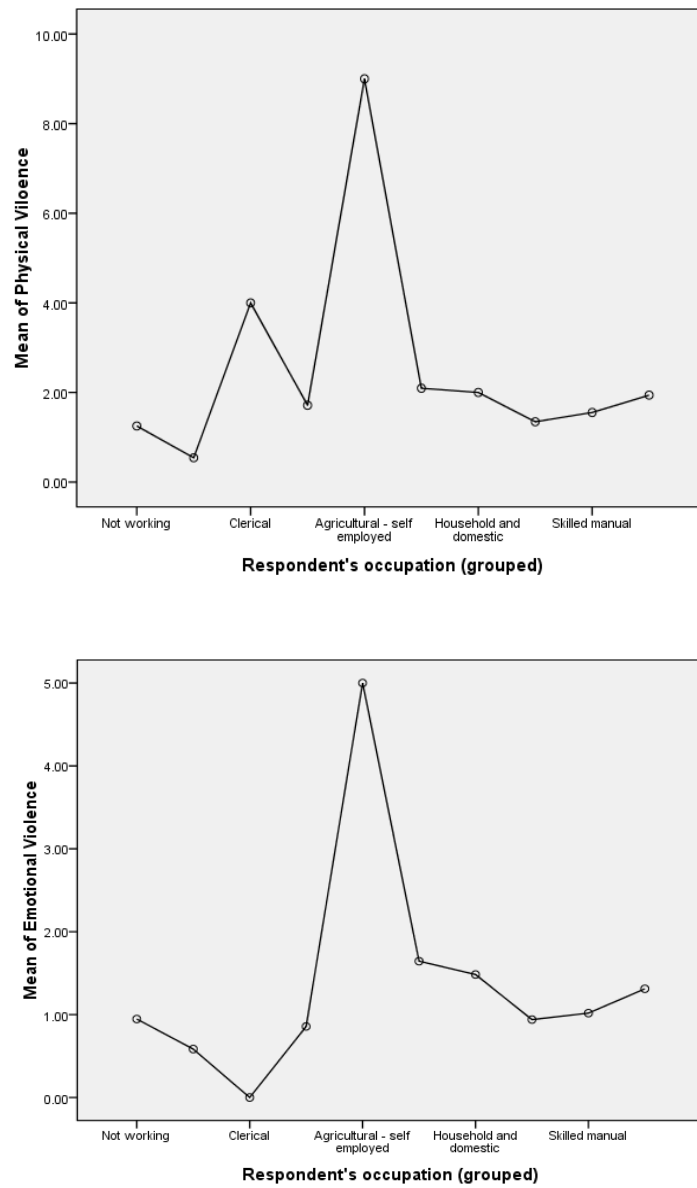 10.00
8.00
6.00
4.00
2.00
0.00
Mean of Physical Viloence
Not working
Clerical
Agricultural - self
employed
Household and
domestic
Skilled manual
Respondent's occupation (grouped)
5.00
4.00
3.00
2.00
1.00
0.00
Mean of Emotional Violence
Not working
Clerical
Agricultural - self
employed
Household and
domestic
Skilled manual
Respondent's occupation (grouped)